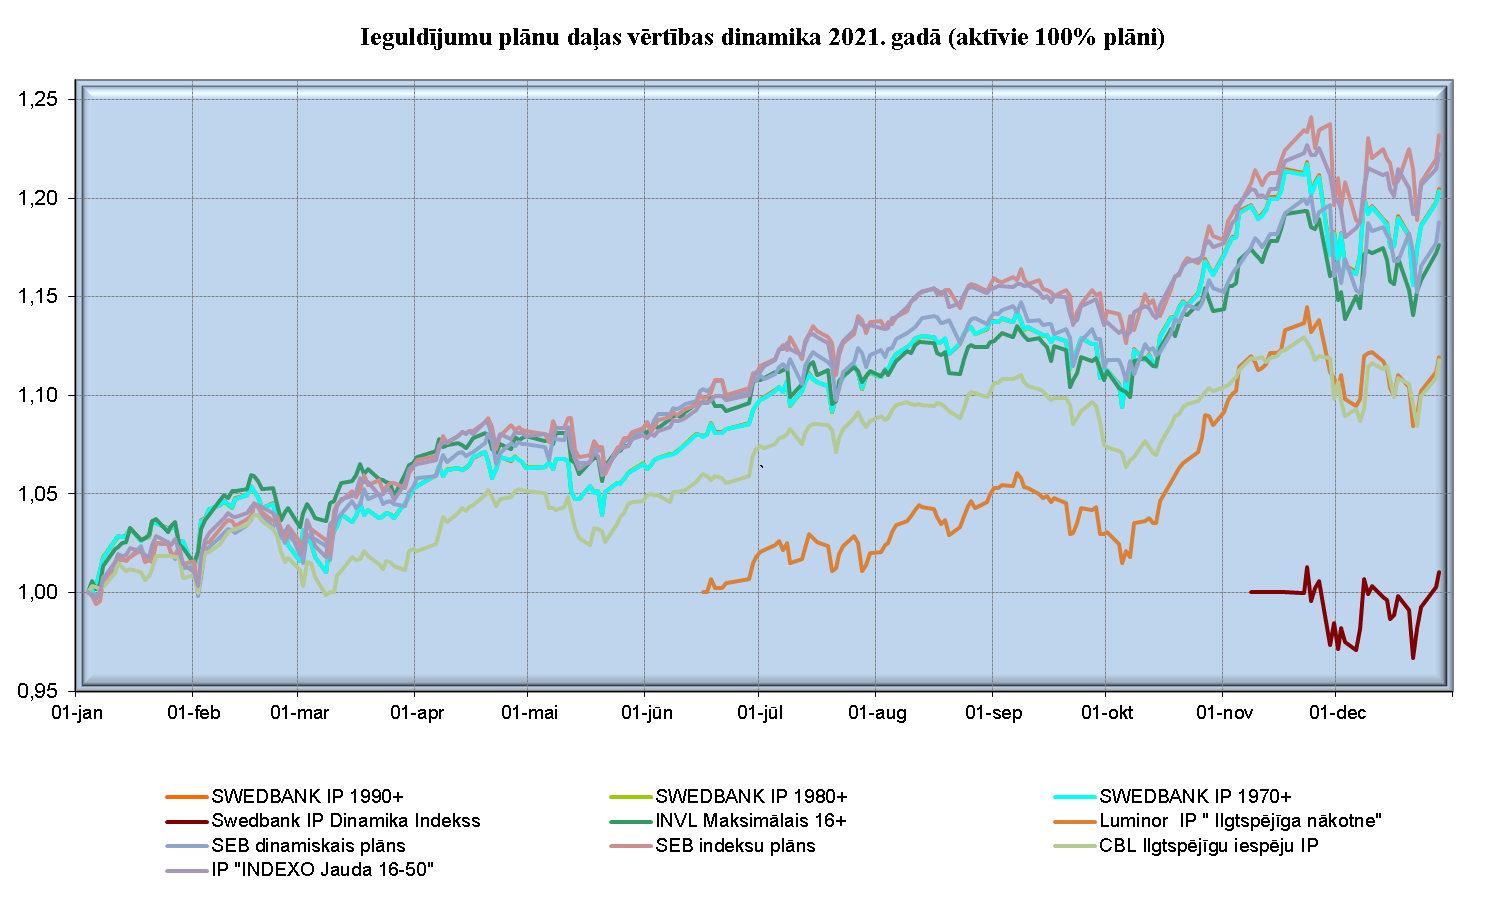 Ieguldījumu plānu daļas vērtības dinamika 2021. gadā (aktīvie 100% plāni)
1,25
1,20
1,15
1,10
1,05
1,00
0,95
01-jan 01-feb 01-mar 01-apr 01-mai 01-jūn 01-jūl 01-aug 01-sep 01-okt 01-nov 01-dec
SWEDBANK IP 1990+ SWEDBANK IP 1980+ SWEDBANK IP 1970+
Swedbank IP Dinamika Indekss INVL Maksimālais 16+ Luminor IP " Ilgtspējīga nākotne"
SEB dinamiskais plāns SEB indeksu plāns CBL Ilgtspējīgu iespēju IP
IP "INDEXO Jauda 16-50"